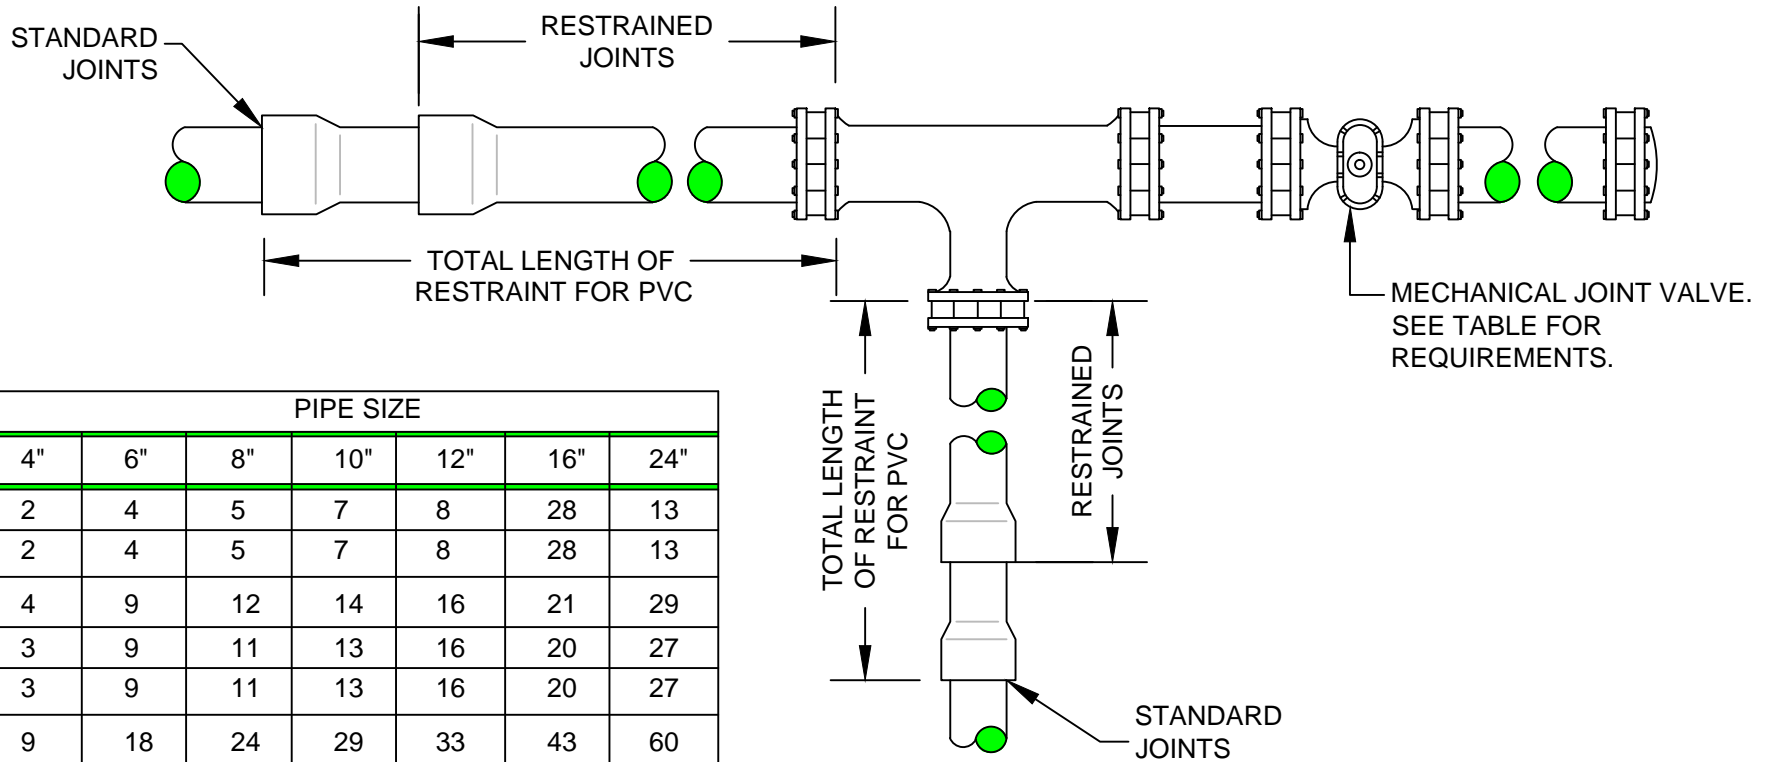 STANDARD
JOINTS
RESTRAINED
JOINTS
TOTAL LENGTH OF
RESTRAINT FOR PVC
MECHANICAL JOINT VALVE.
SEE TABLE FOR
REQUIREMENTS.
TOTAL LENGTH
OF RESTRAINT
FOR PVC
RESTRAINED
JOINTS
STANDARD
JOINTS
PIPE SIZE
4" 6" 8" 10" 12" 16" 24"
2 4 5 7 8 28 13
2 4 5 7 8 28 13
4 9 12 14 16 21 29
3 9 11 13 16 20 27
3 9 11 13 16 20 27
9 18 24 29 33 43 60